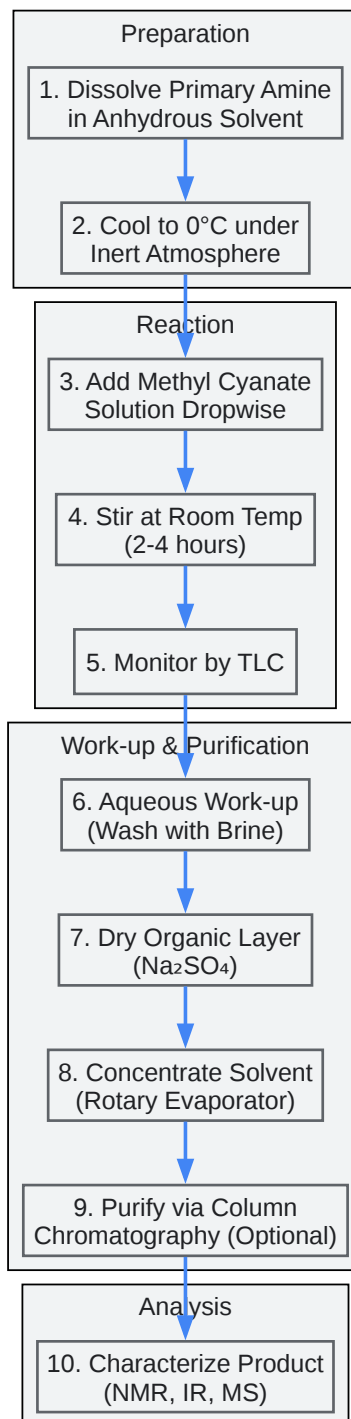 Preparation
1. Dissolve Primary Amine
in Anhydrous Solvent
2. Cool to 0°C under
Inert Atmosphere
Reaction
3. Add Methyl Cyanate
Solution Dropwise
4. Stir at Room Temp
(2-4 hours)
5. Monitor by TLC
Work-up & Purification
6. Aqueous Work-up
(Wash with Brine)
7. Dry Organic Layer
(Na₂SO₄)
8. Concentrate Solvent
(Rotary Evaporator)
9. Purify via Column
Chromatography (Optional)
Analysis
10. Characterize Product
(NMR, IR, MS)